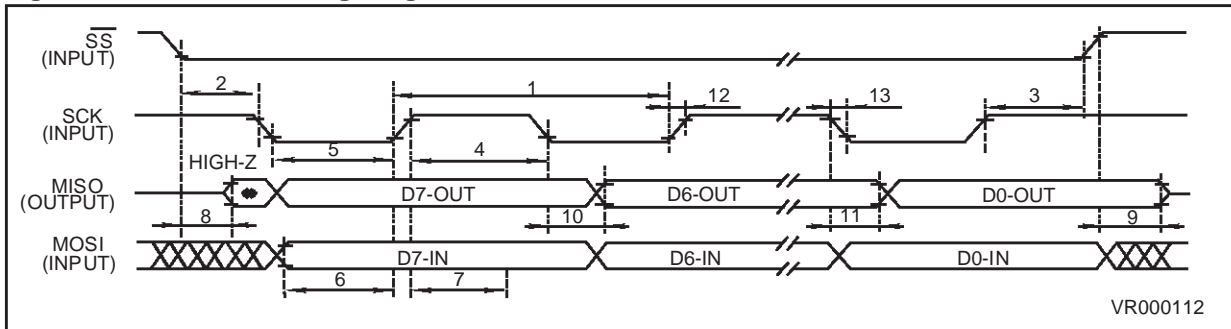 SS
(INPUT)
2
1
12
13
3
SCK
(INPUT)
5
4
HIGH-Z
MISO
(OUTPUT)
D7-OUT
D6-OUT
D0-OUT
8
10
11
9
MOSI
(INPUT)
D7-IN
D6-IN
D0-IN
6
7
VR000112